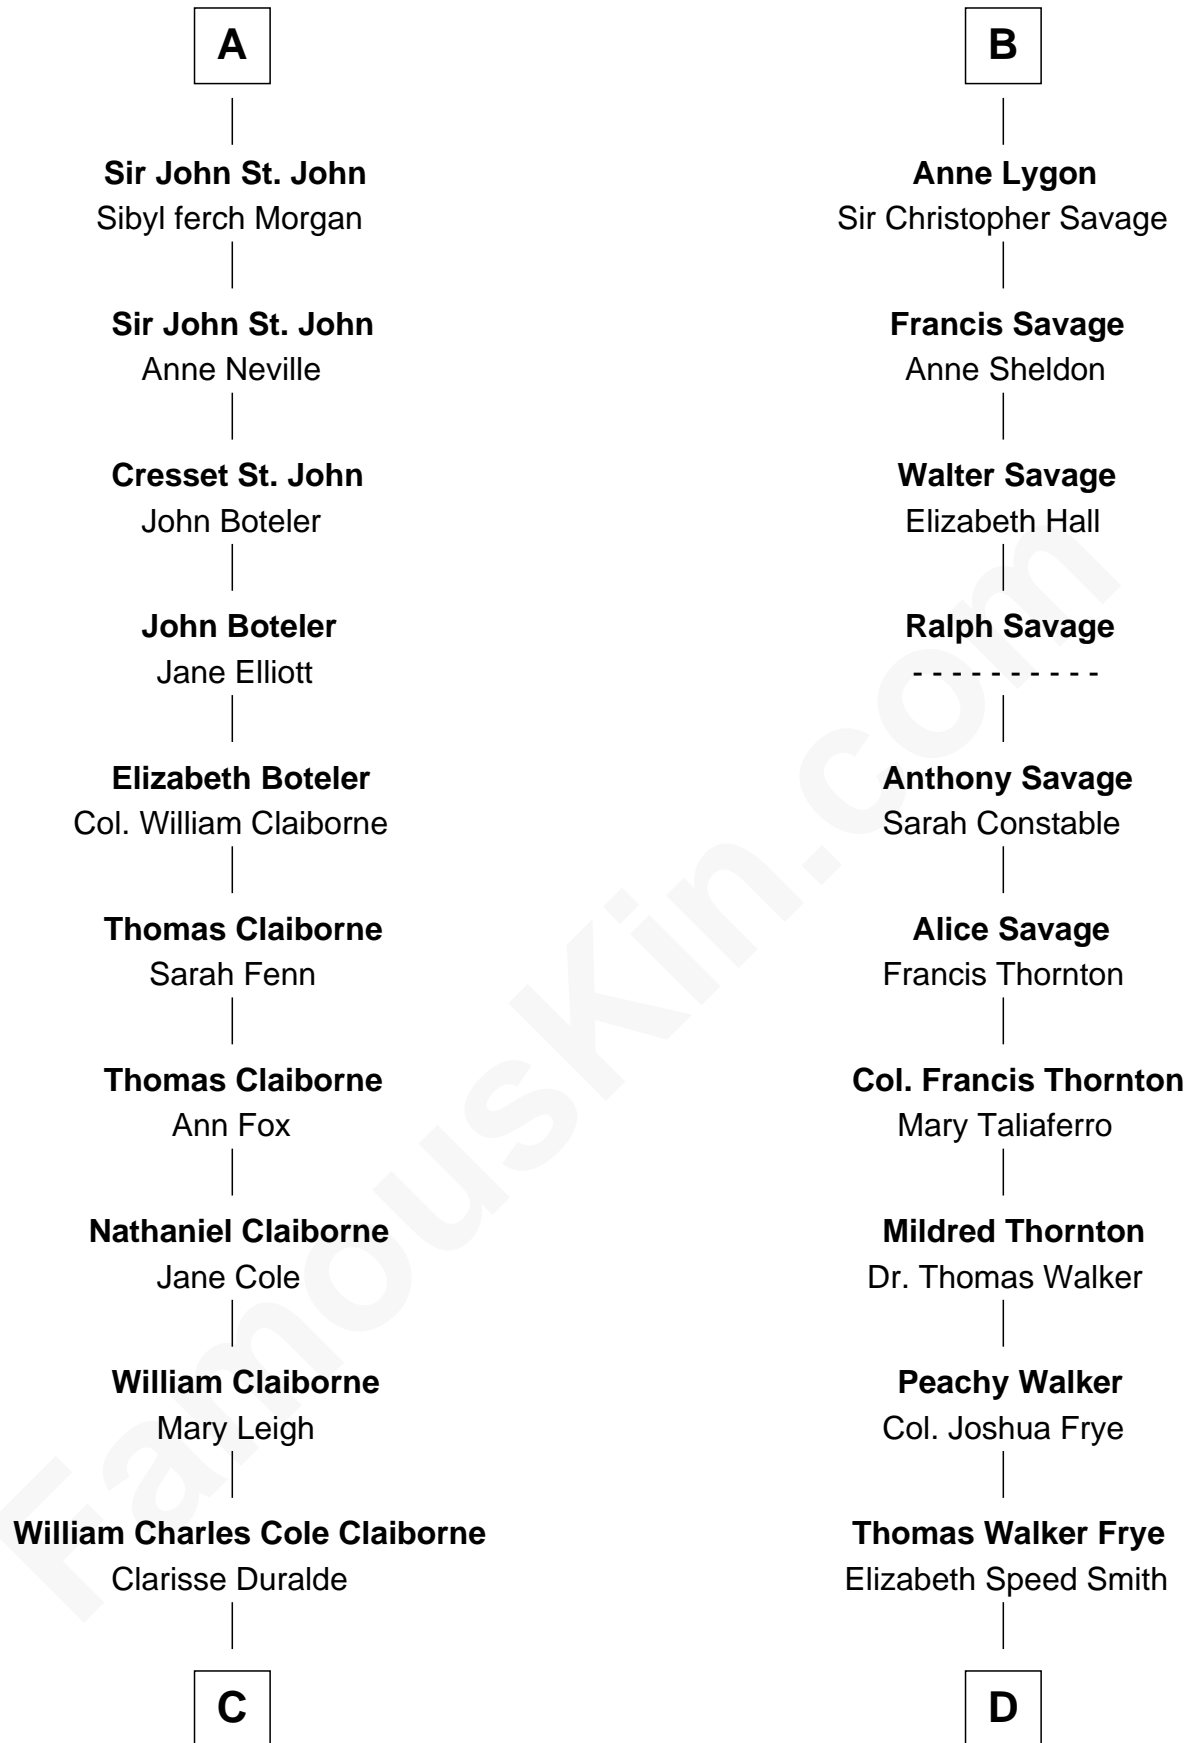 A
Sir John St. John
Sibyl ferch Morgan
Sir John St. John
Anne Neville
Cresset St. John
John Boteler
John Boteler
Jane Elliott
Elizabeth Boteler
Col. William Claiborne
Thomas Claiborne
Sarah Fenn
Thomas Claiborne
Ann Fox
Nathaniel Claiborne
Jane Cole
William Claiborne
Mary Leigh
William Charles Cole Claiborne
Clarisse Duralde
C
B
Anne Lygon
Sir Christopher Savage
Francis Savage
Anne Sheldon
Walter Savage
Elizabeth Hall
Ralph Savage
- - - - - - - - - -
Anthony Savage
Sarah Constable
Alice Savage
Francis Thornton
Col. Francis Thornton
Mary Taliaferro
Mildred Thornton
Dr. Thomas Walker
Peachy Walker
Col. Joshua Frye
Thomas Walker Frye
Elizabeth Speed Smith
D
FamousKin.com